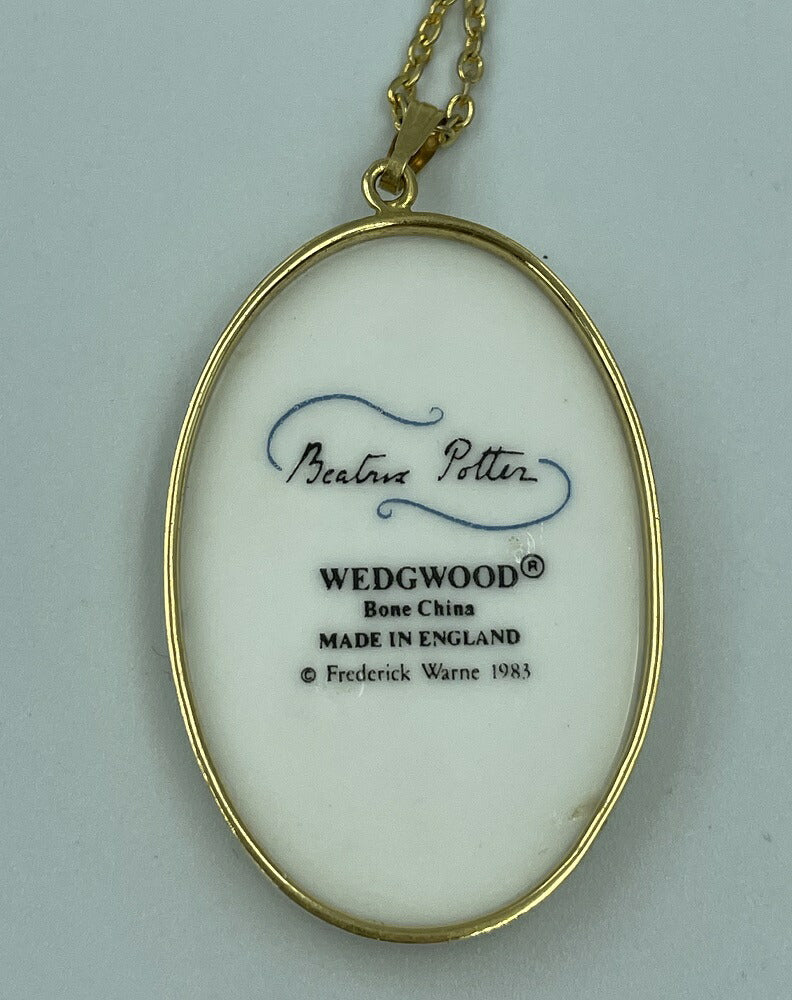 Beatrix Potter
WEDGWOOD®
Bone China
MADE IN ENGLAND
© Frederick Warne 1983